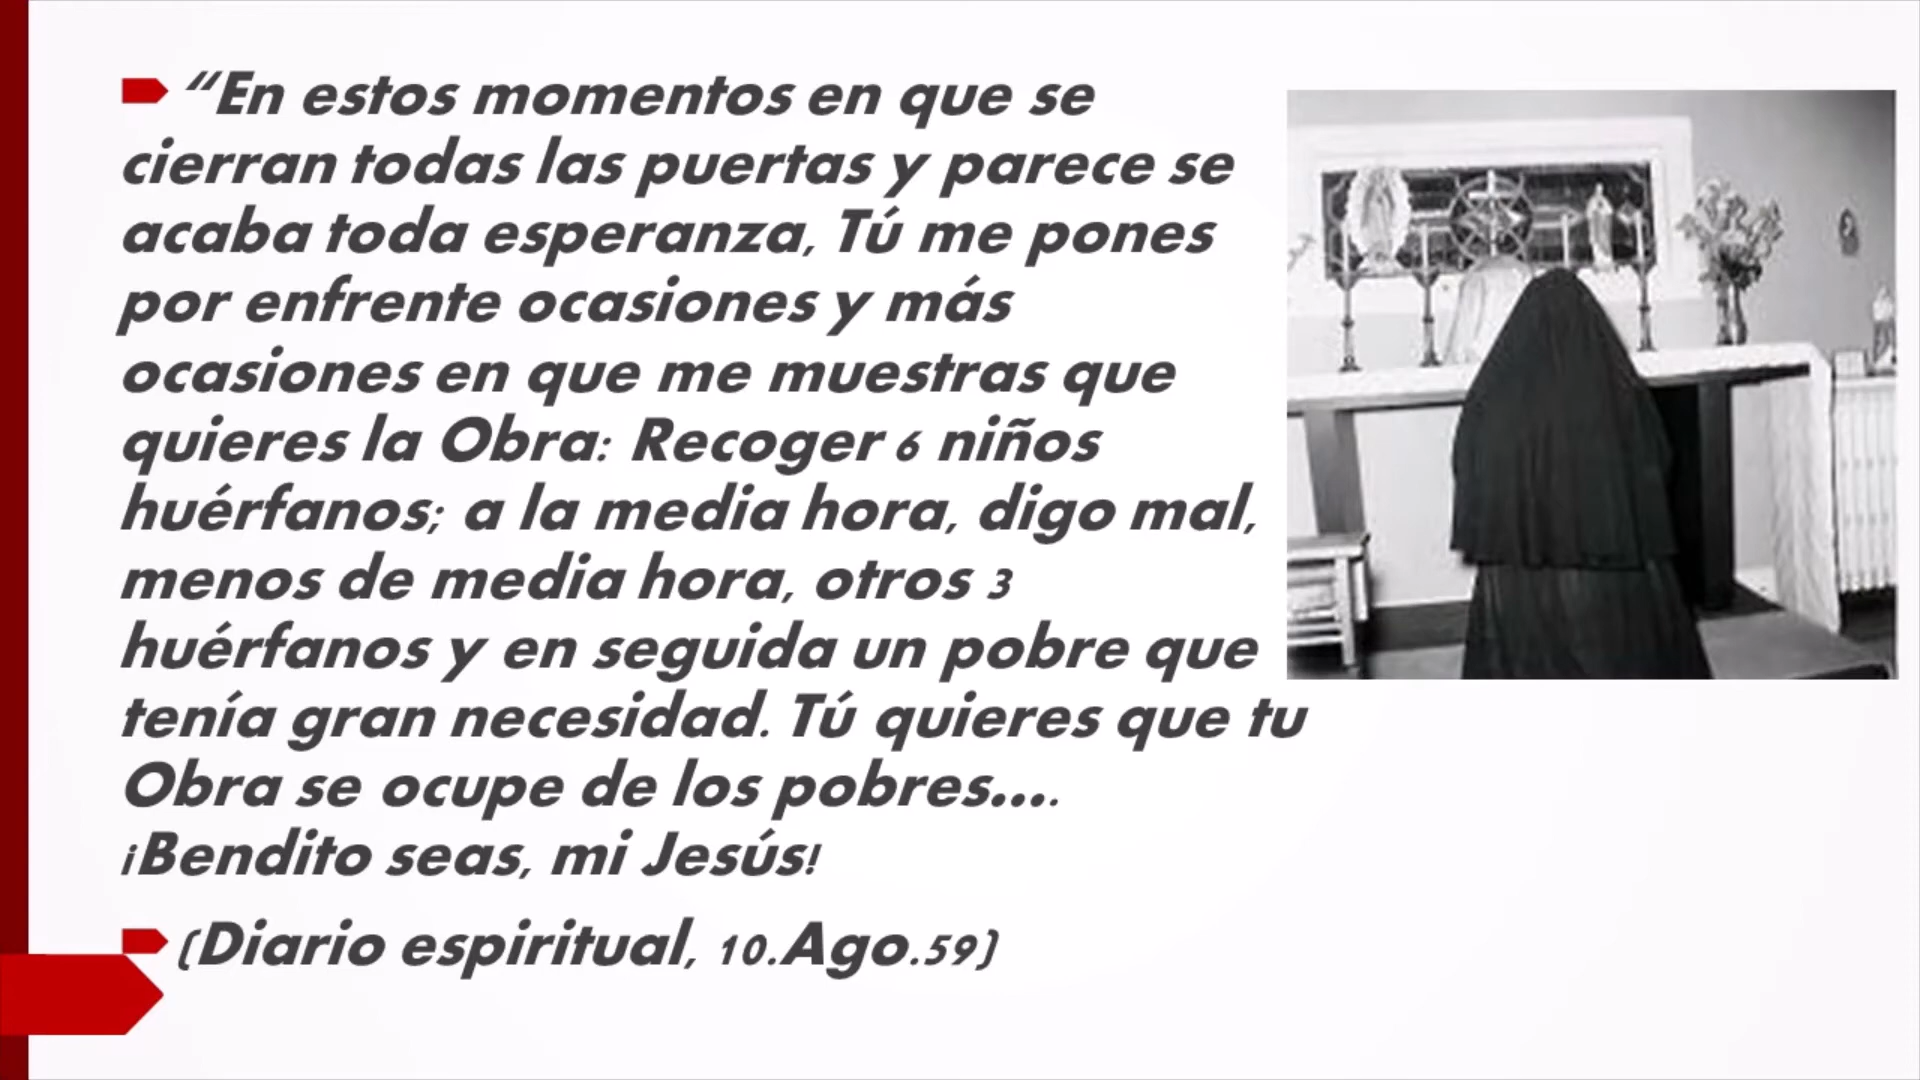 “En estos momentos en que se
cierran todas las puertas y parece se
acaba toda esperanza, Tú me pones
por enfrente ocasiones y más
ocasiones en que me muestras que
quieres la Obra: Recoger 6 niños
huérfanos; a la media hora, digo mal,
menos de media hora, otros 3
huérfanos y en seguida un pobre que
tenía gran necesidad. Tú quieres que tu
Obra se ocupe de los pobres….
¡Bendito seas, mi Jesús!
(Diario espiritual, 10.Ago.59)